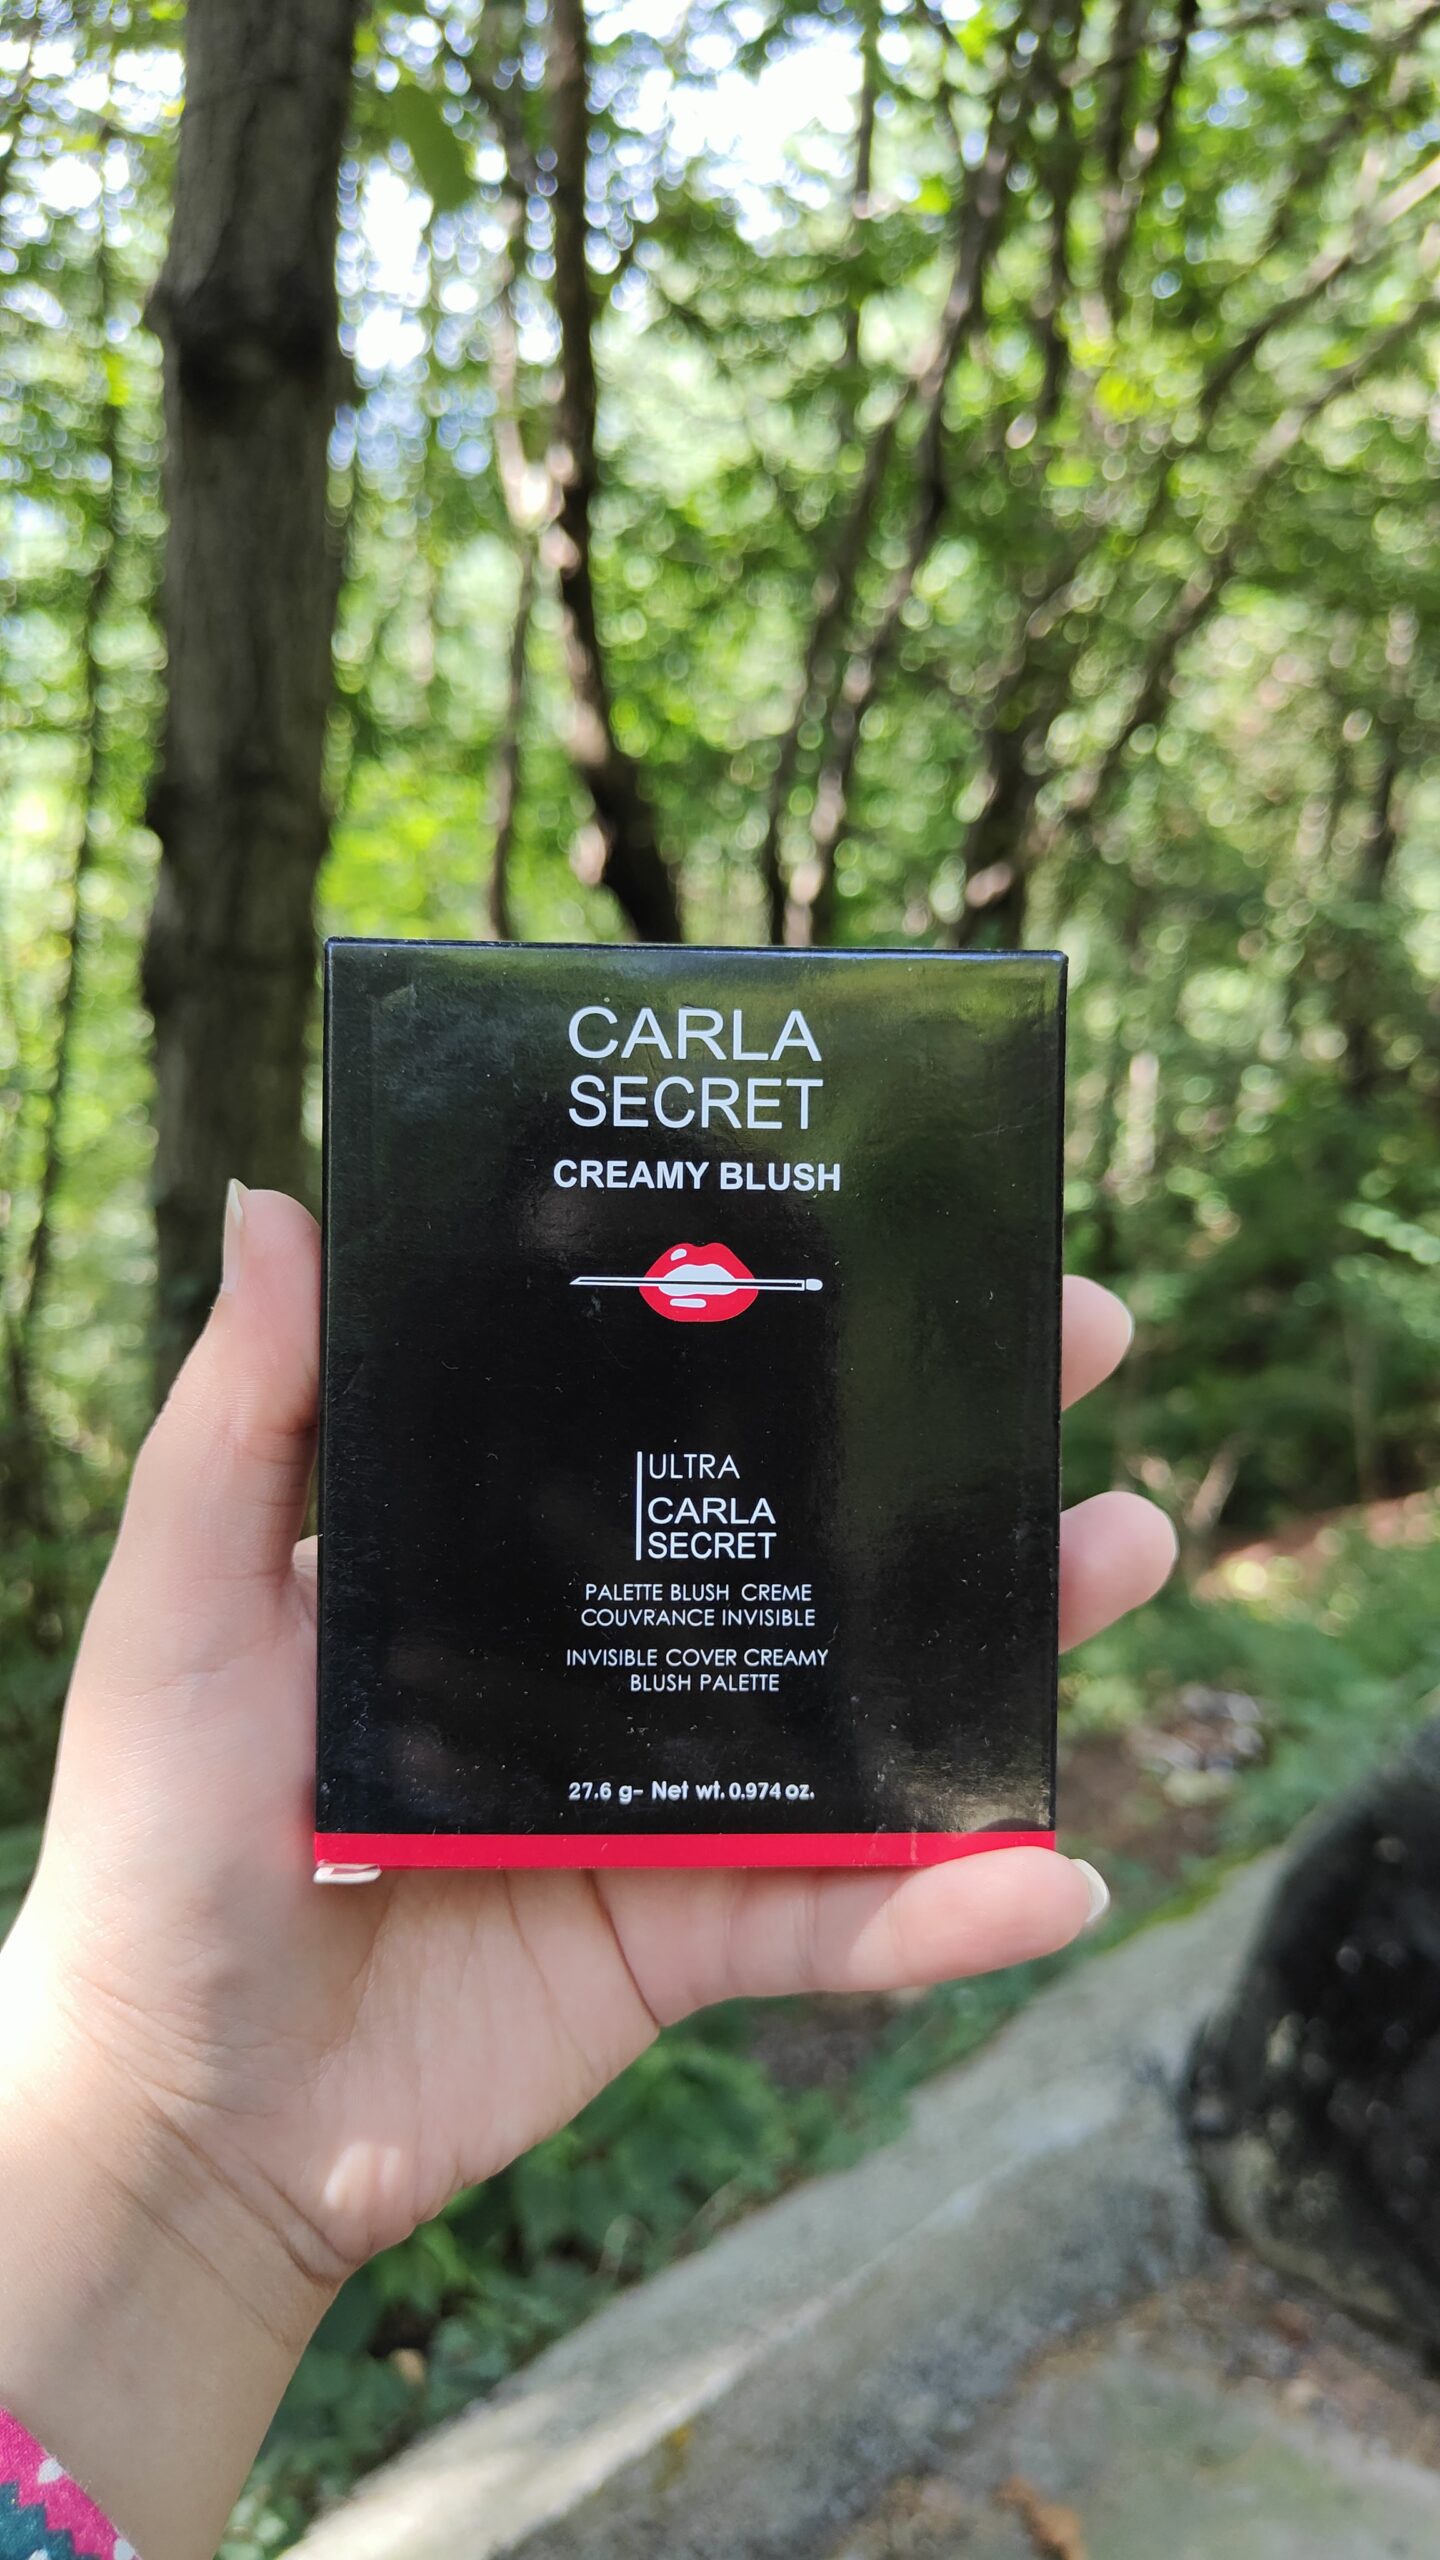 CARLA
SECRET
CREAMY BLUSH
ULTRA
CARLA
SECRET
PALETTE BLUSH CREME
COUVRANCE INVISIBLE
INVISIBLE COVER CREAMY
BLUSH PALETTE
27.6 g- Net wt. 0.974 oz.